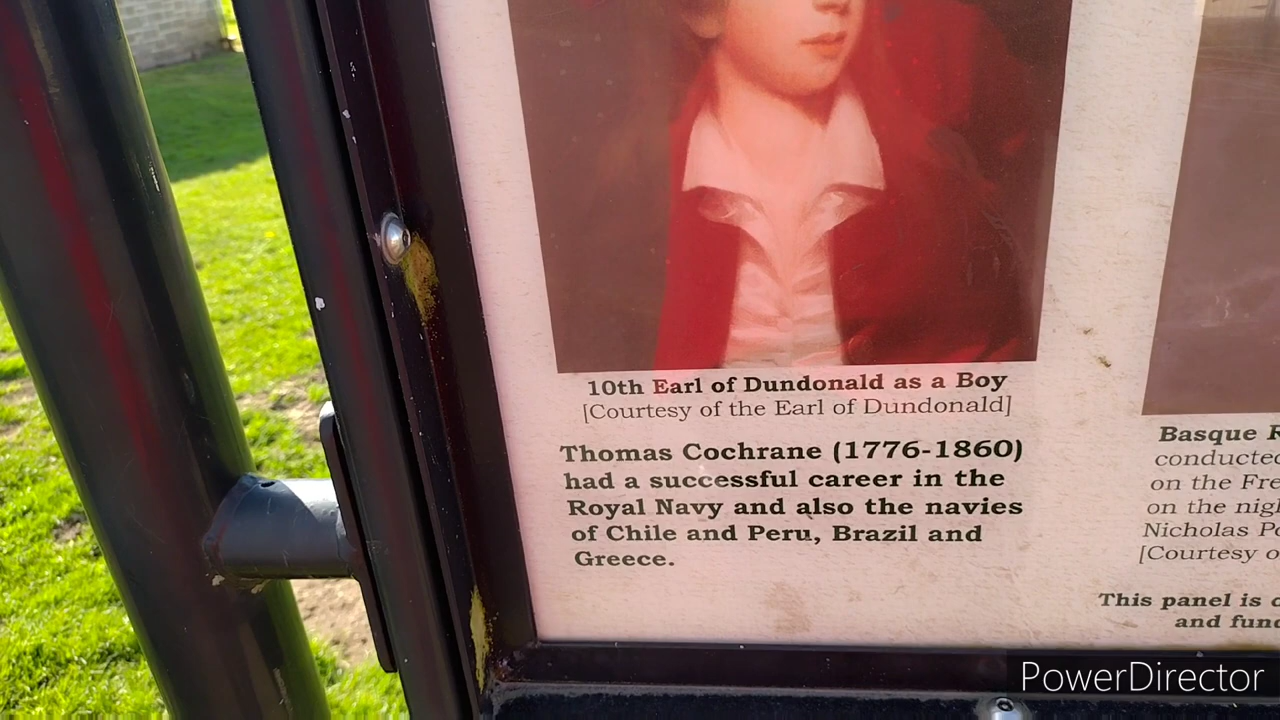 10th Earl of Dundonald as a Boy
[Courtesy of the Earl of Dundonald]
Thomas Cochrane (1776-1860)
had a successful career in the
Royal Navy and also the navies
of Chile and Peru, Brazil and
Greece.
Basque
conducted
on the
on the
Nicholas
[Courtesy
This panel is
and
PowerDirector